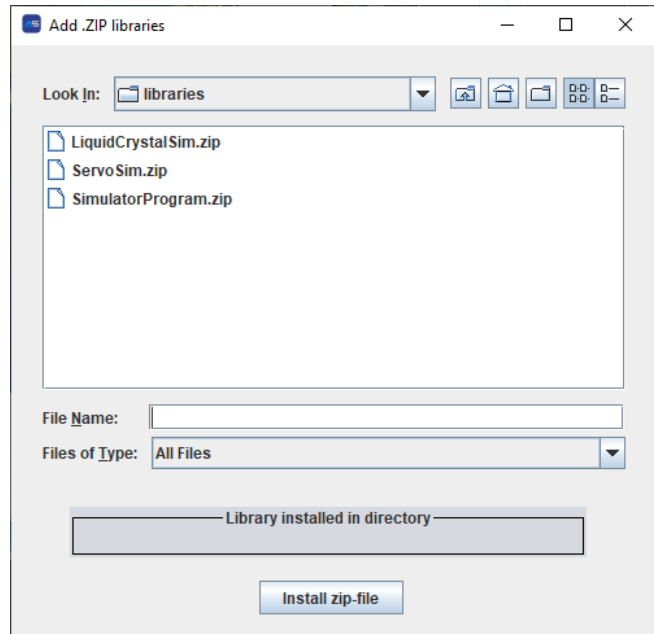 Add .ZIP libraries
Look In: libraries
LiquidCrystalSim.zip
ServoSim.zip
SimulatorProgram.zip
File Name:
Files of Type: All Files
Library installed in directory
Install zip-file